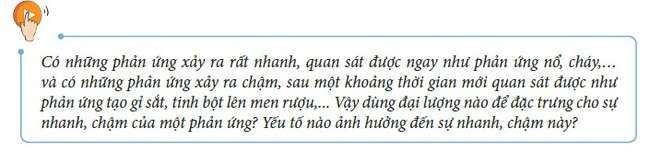 Có những phản ứng xảy ra rất nhanh, quan sát được ngay như phản ứng nổ, cháy,...
và có những phản ứng xảy ra chậm, sau một khoảng thời gian mới quan sát được như
phản ứng tạo gỉ sắt, tinh bột lên men rượu,... Vậy dùng đại lượng nào để đặc trưng cho sự
nhanh, chậm của một phản ứng? Yếu tố nào ảnh hưởng đến sự nhanh, chậm này?